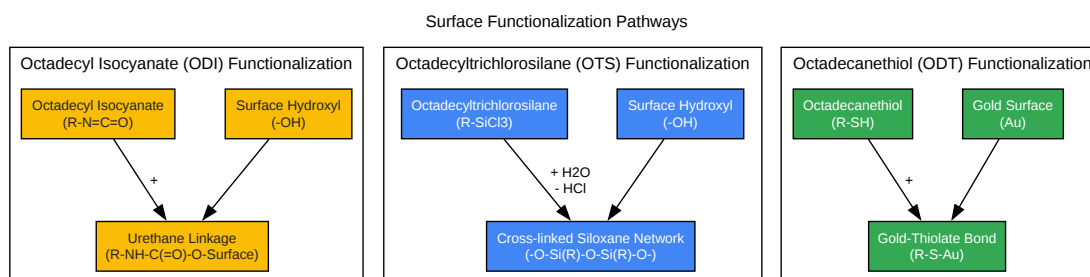 Surface Functionalization Pathways
Octadecyl Isocyanate (ODI) Functionalization
Octadecyl Isocyanate
(R-N=C=O)
Surface Hydroxyl
(-OH)
+
Urethane Linkage
(R-NH-C(=O)-O-Surface)
Octadecyltrichlorosilane (OTS) Functionalization
Octadecyltrichlorosilane
(R-SiCl3)
Surface Hydroxyl
(-OH)
+ H2O
- HCl
Cross-linked Siloxane Network
(-O-Si(R)-O-Si(R)-O-)
Octadecanethiol (ODT) Functionalization
Octadecanethiol
(R-SH)
Gold Surface
(Au)
+
Gold-Thiolate Bond
(R-S-Au)